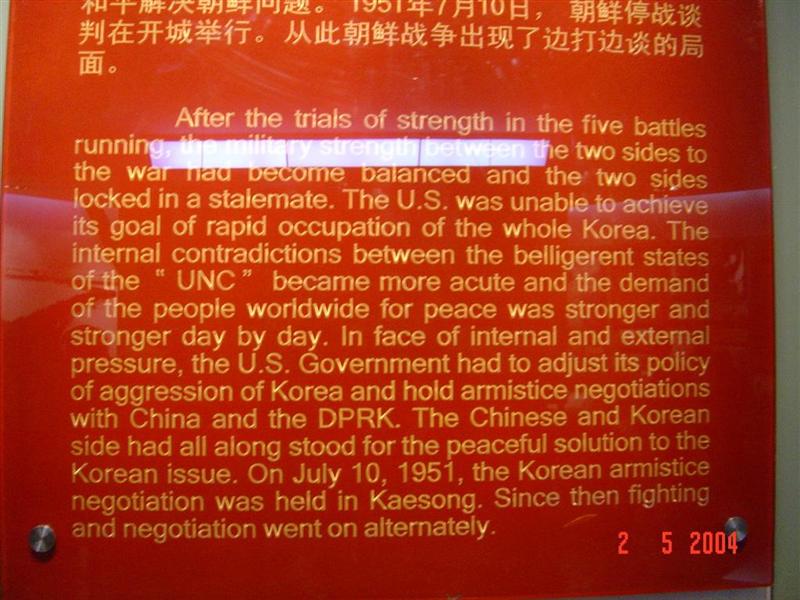 和平解决朝鲜问题。1951年7月10日，朝鲜停战谈
判在开城举行。从此朝鲜战争出现了边打边谈的局
面。
After the trials of strength in the five battles
running, the military strength between the two sides to
the war had become balanced and the two sides
locked in a stalemate. The U.S. was unable to achieve
its goal of rapid occupation of the whole Korea. The
internal contradictions between the belligerent states
of the “UNC” became more acute and the demand
of the people worldwide for peace was stronger and
stronger day by day. In face of internal and external
pressure, the U.S. Government had to adjust its policy
of aggression of Korea and hold armistice negotiations
with China and the DPRK. The Chinese and Korean
side had all along stood for the peaceful solution to the
Korean issue. On July 10, 1951, the Korean armistice
negotiation was held in Kaesong. Since then fighting
and negotiation went on alternately.
2 5 2004